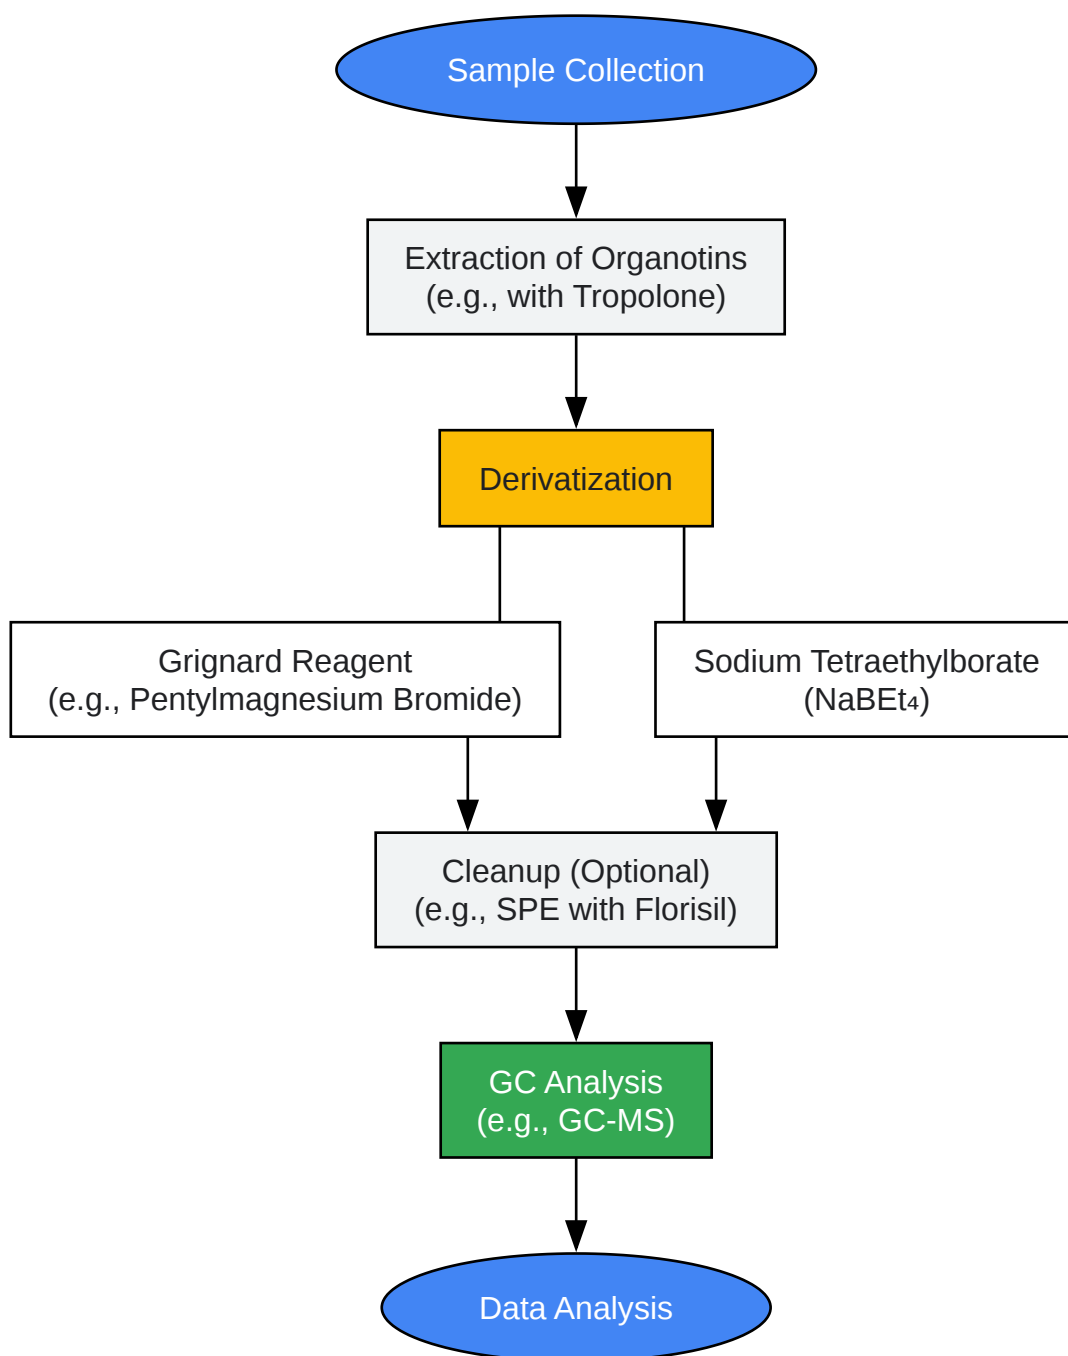 Sample Collection
Extraction of Organotins
(e.g., with Tropolone)
Derivatization
Grignard Reagent
(e.g., Pentylmagnesium Bromide)
Sodium Tetraethylborate
(NaBEt₄)
Cleanup (Optional)
(e.g., SPE with Florisil)
GC Analysis
(e.g., GC-MS)
Data Analysis